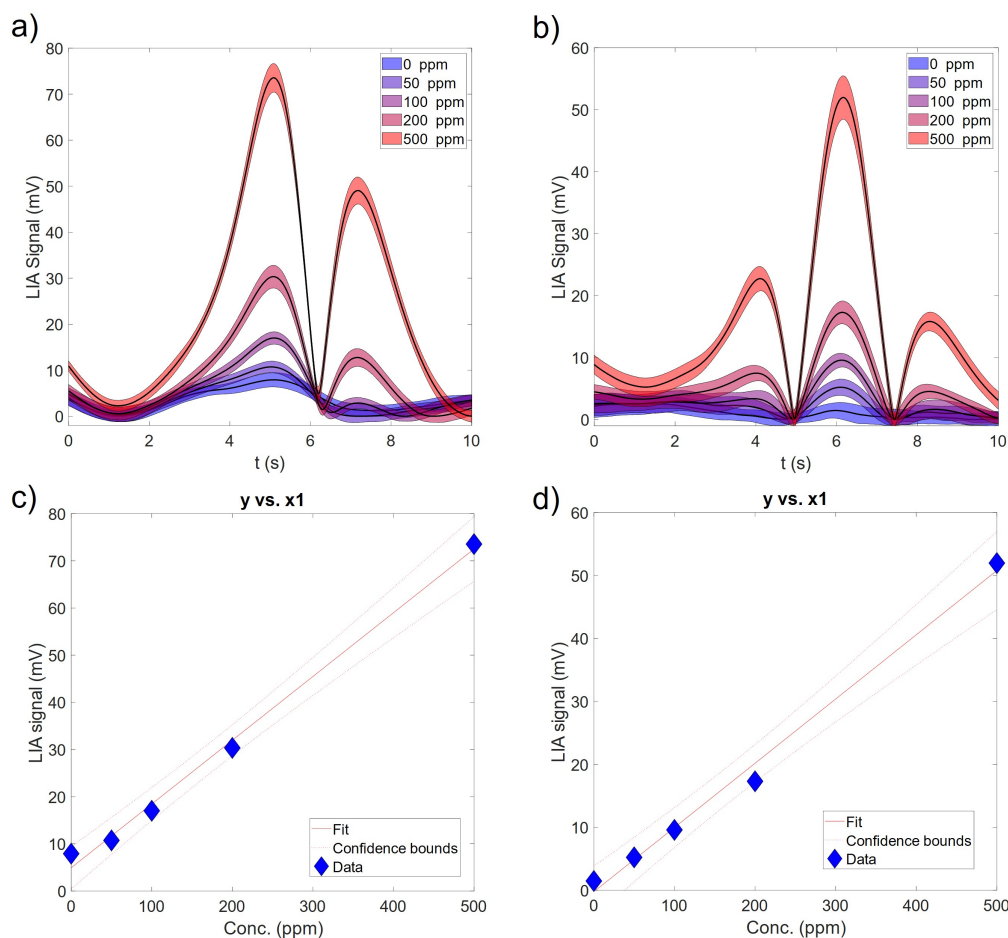 a)
80
70
60
50
40
30
20
10
0
LIA Signal (mV)
0 2 4 6 8 10
t (s)
0 ppm
50 ppm
100 ppm
200 ppm
500 ppm
b)
60
50
40
30
20
10
0
LIA Signal (mV)
0 2 4 6 8 10
t (s)
0 ppm
50 ppm
100 ppm
200 ppm
500 ppm
c)
y vs. x1
80
70
60
50
40
30
20
10
0
LIA signal (mV)
0 100 200 300 400 500
Conc. (ppm)
Fit
Confidence bounds
Data
d)
y vs. x1
60
50
40
30
20
10
0
LIA signal (mV)
0 100 200 300 400 500
Conc. (ppm)
Fit
Confidence bounds
Data